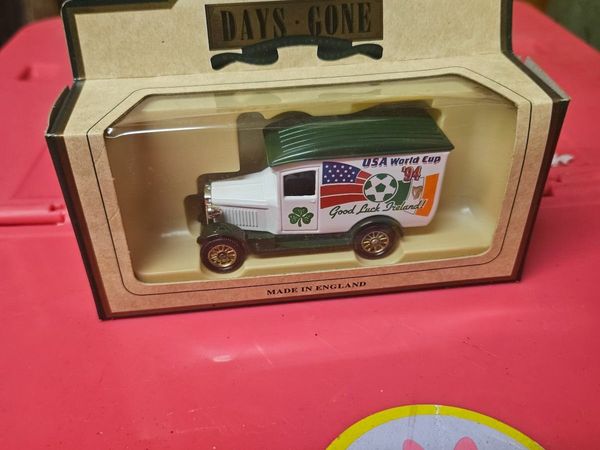 DAYS · GONE
USA World Cup
'94
Good Luck Ireland!
MADE IN ENGLAND